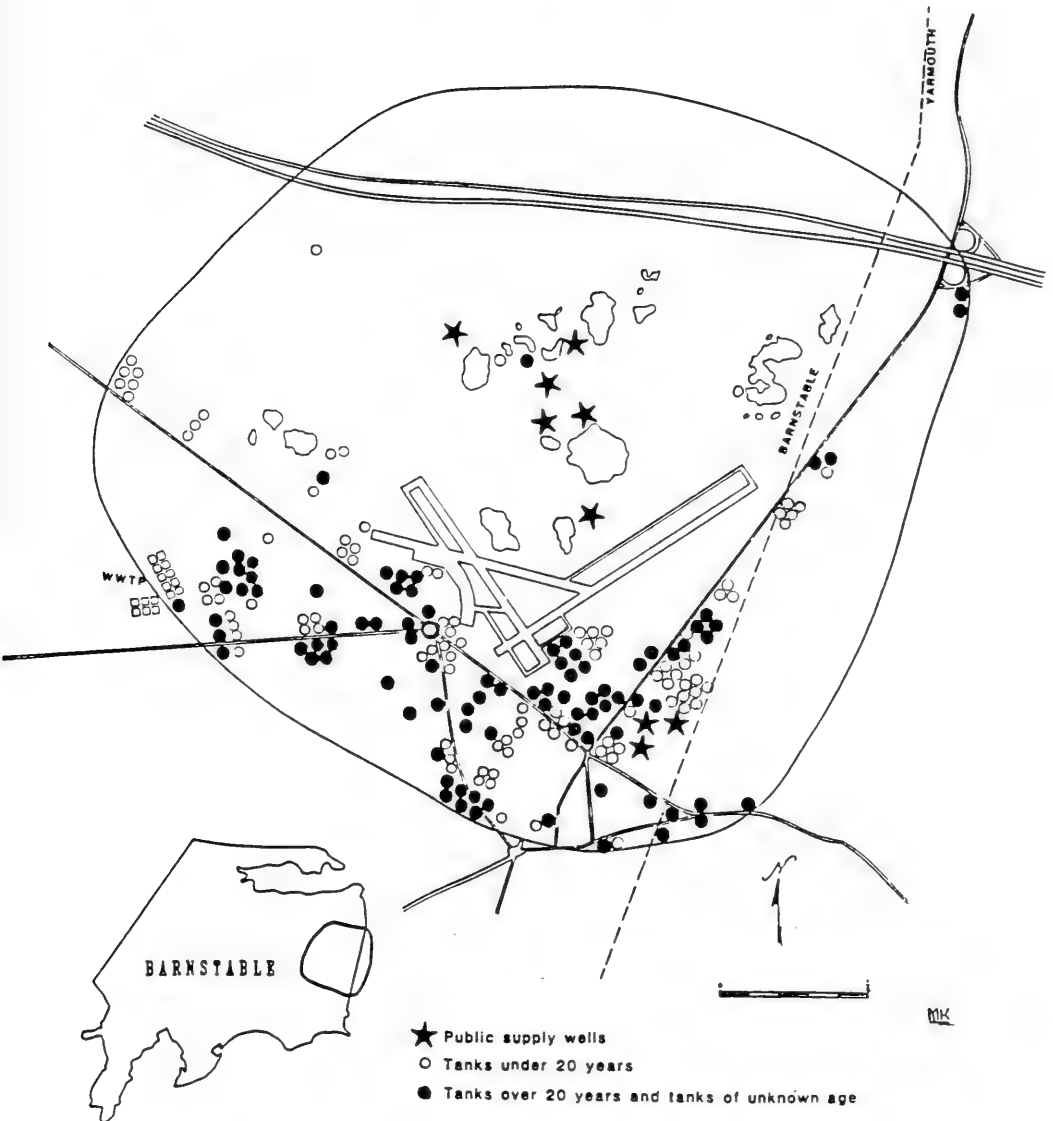 YARMOUTH
BARNSTABLE
WWTP
N
BARNSTABLE
MK
Public supply wells
Tanks under 20 years
Tanks over 20 years and tanks of unknown age